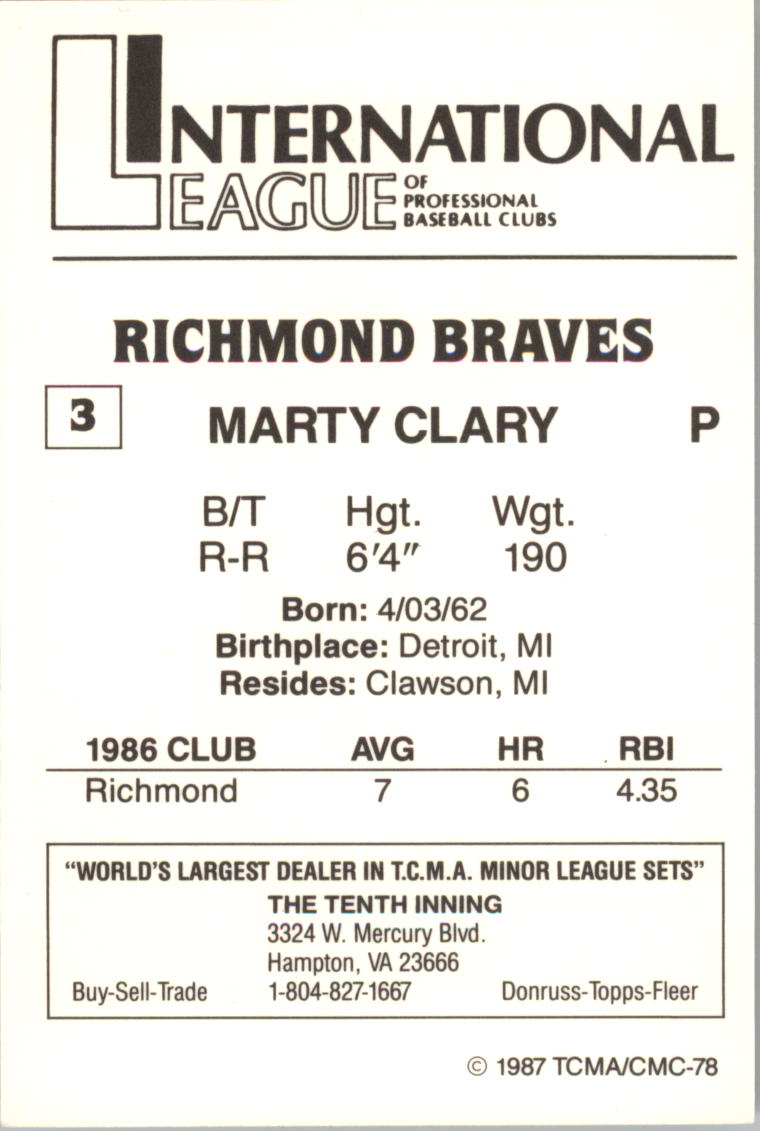 INTERNATIONAL
LEAGUE OF
PROFESSIONAL
BASEBALL CLUBS
RICHMOND BRAVES
3 MARTY CLARY P
B/T Hgt. Wgt.
R-R 6'4" 190
Born: 4/03/62
Birthplace: Detroit, MI
Resides: Clawson, MI
1986 CLUB AVG HR RBI
Richmond 7 6 4.35
“WORLD'S LARGEST DEALER IN T.C.M.A. MINOR LEAGUE SETS”
THE TENTH INNING
3324 W. Mercury Blvd.
Hampton, VA 23666
Buy-Sell-Trade 1-804-827-1667 Donruss-Topps-Fleer
© 1987 TCMA/CMC-78